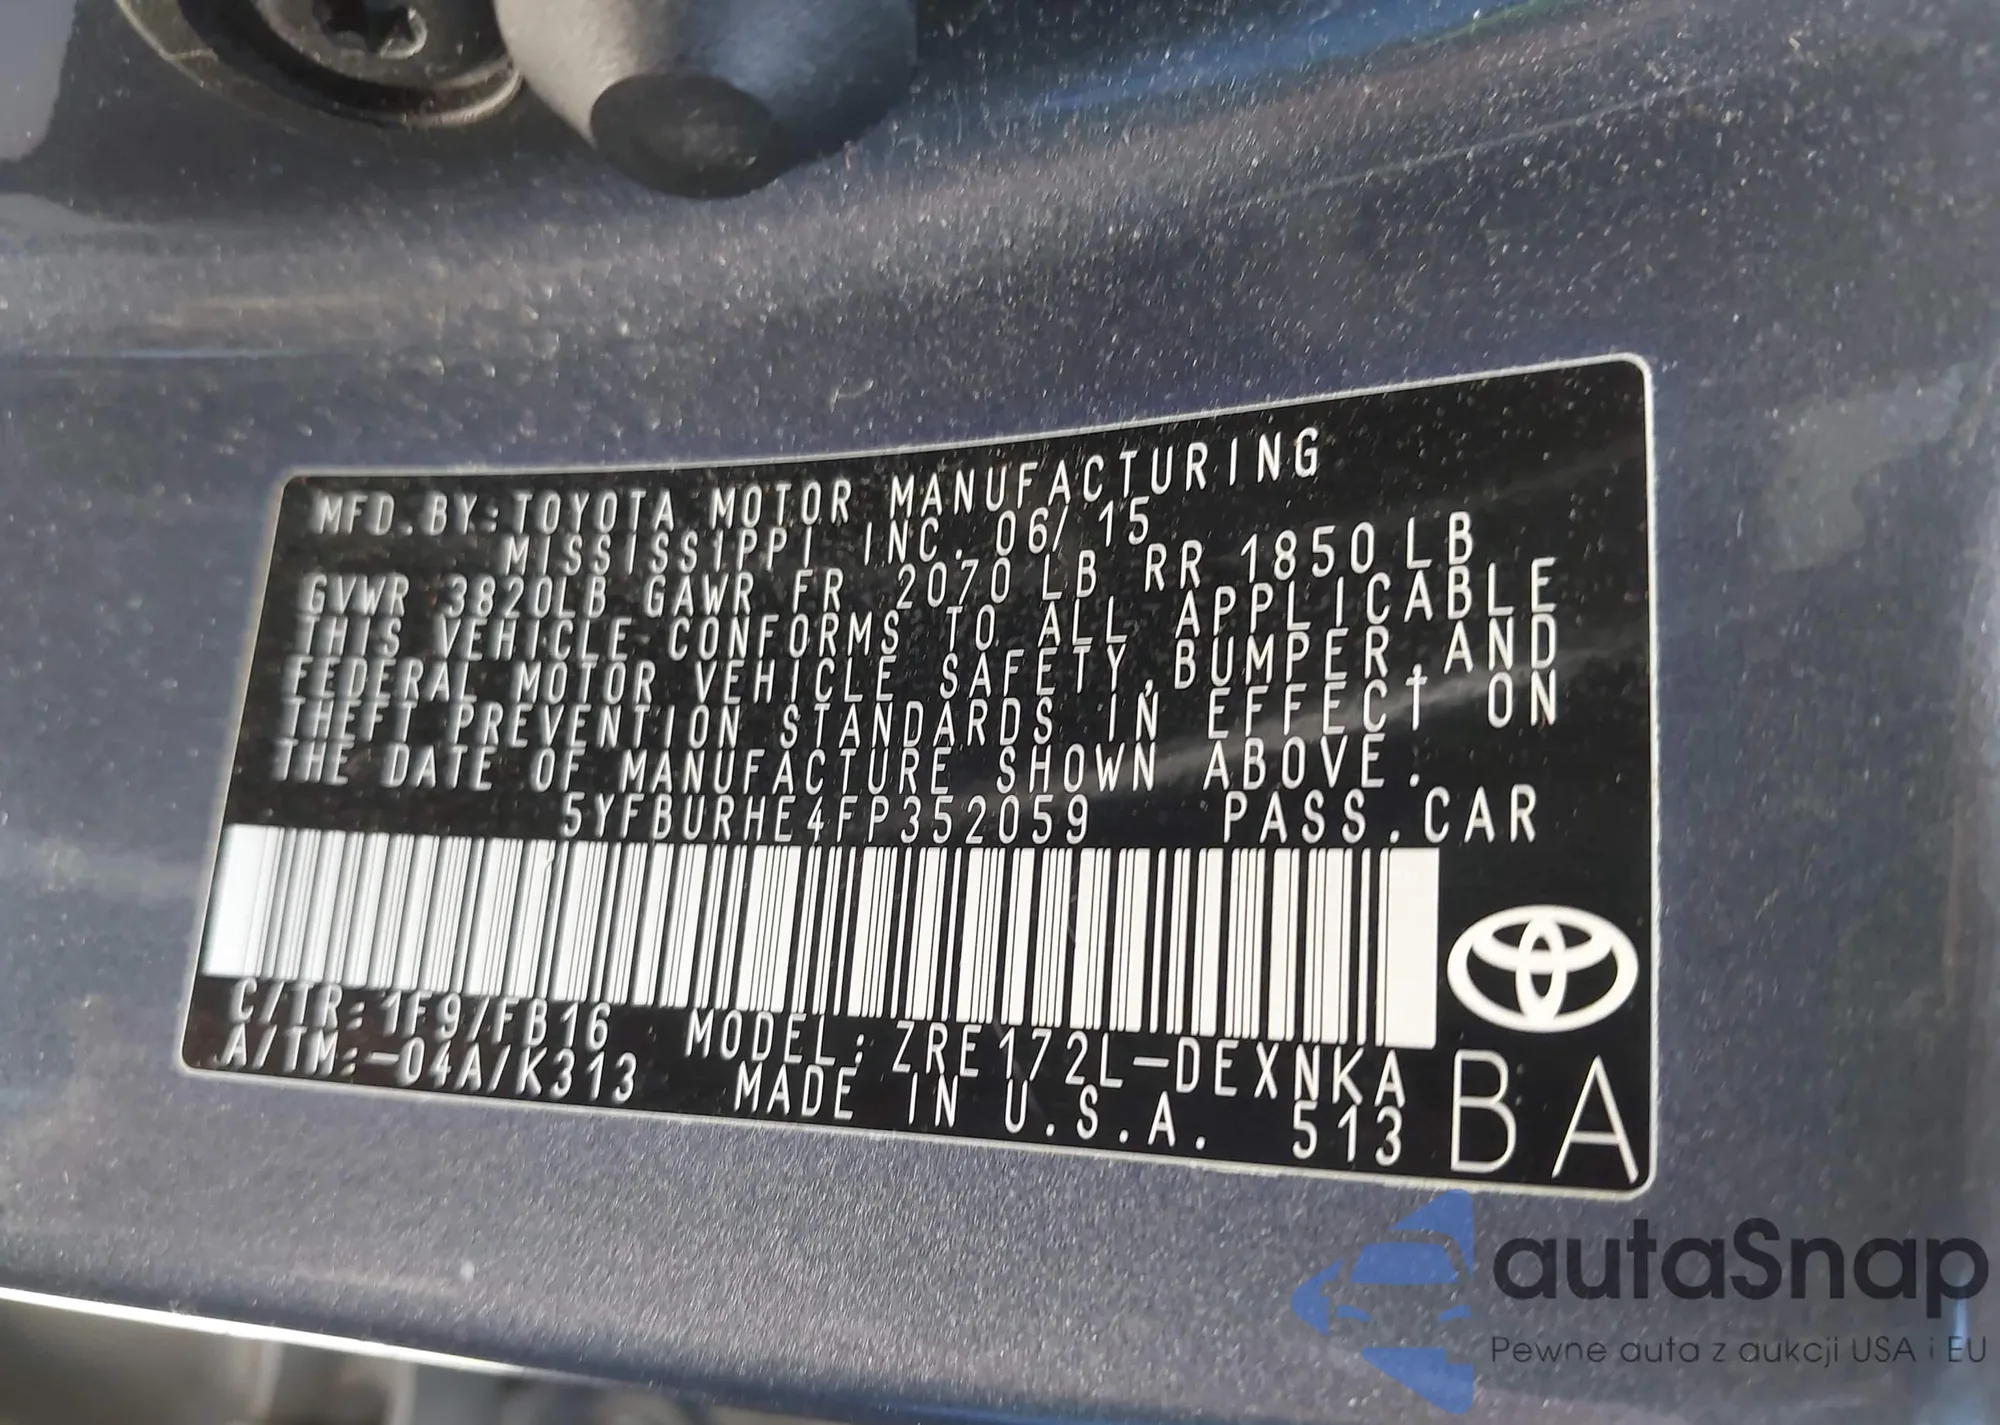 MFD.BY:TOYOTA MOTOR MANUFACTURING
MISSISSIPPI INC. 06/15
GVWR 3820LB GAWR FR 2070LB RR 1850LB
THIS VEHICLE CONFORMS TO ALL APPLICABLE
FEDERAL MOTOR VEHICLE SAFETY,BUMPER,AND
THEFT PREVENTION STANDARDS IN EFFECT ON
THE DATE OF MANUFACTURE SHOWN ABOVE.
5YFBURHE4FP352059 PASS.CAR
C/TR:1F9/FB16 MODEL:ZRE172L-DEXNKA
A/TM:-04A/K313 MADE IN U.S.A. 513
BA
autaSnap
Pewne auta z aukcji USA i EU